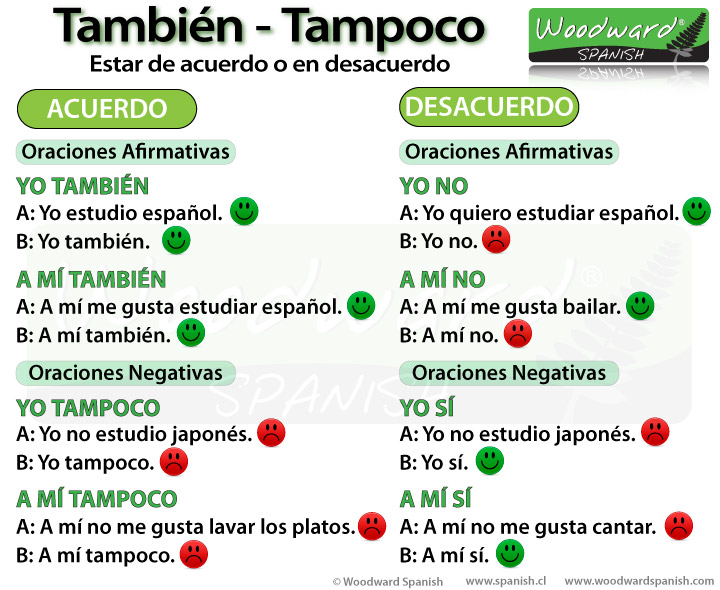 También - Tampoco
Estar de acuerdo o en desacuerdo
Woodward®
SPANISH
ACUERDO
Oraciones Afirmativas
YO TAMBIÉN
A: Yo estudio español.
B: Yo también.
A MÍ TAMBIÉN
A: A mí me gusta estudiar español.
B: A mí también.
Oraciones Negativas
YO TAMPOCO
A: Yo no estudio japonés.
B: Yo tampoco.
A MÍ TAMPOCO
A: A mí no me gusta lavar los platos.
B: A mí tampoco.
DESACUERDO
Oraciones Afirmativas
YO NO
A: Yo quiero estudiar español.
B: Yo no.
A MÍ NO
A: A mí me gusta bailar.
B: A mí no.
Oraciones Negativas
YO SÍ
A: Yo no estudio japonés.
B: Yo sí.
A MÍ SÍ
A: A mí no me gusta cantar.
B: A mí sí.
Woodward®
SPANISH
© Woodward Spanish www.spanish.cl www.woodwardspanish.com